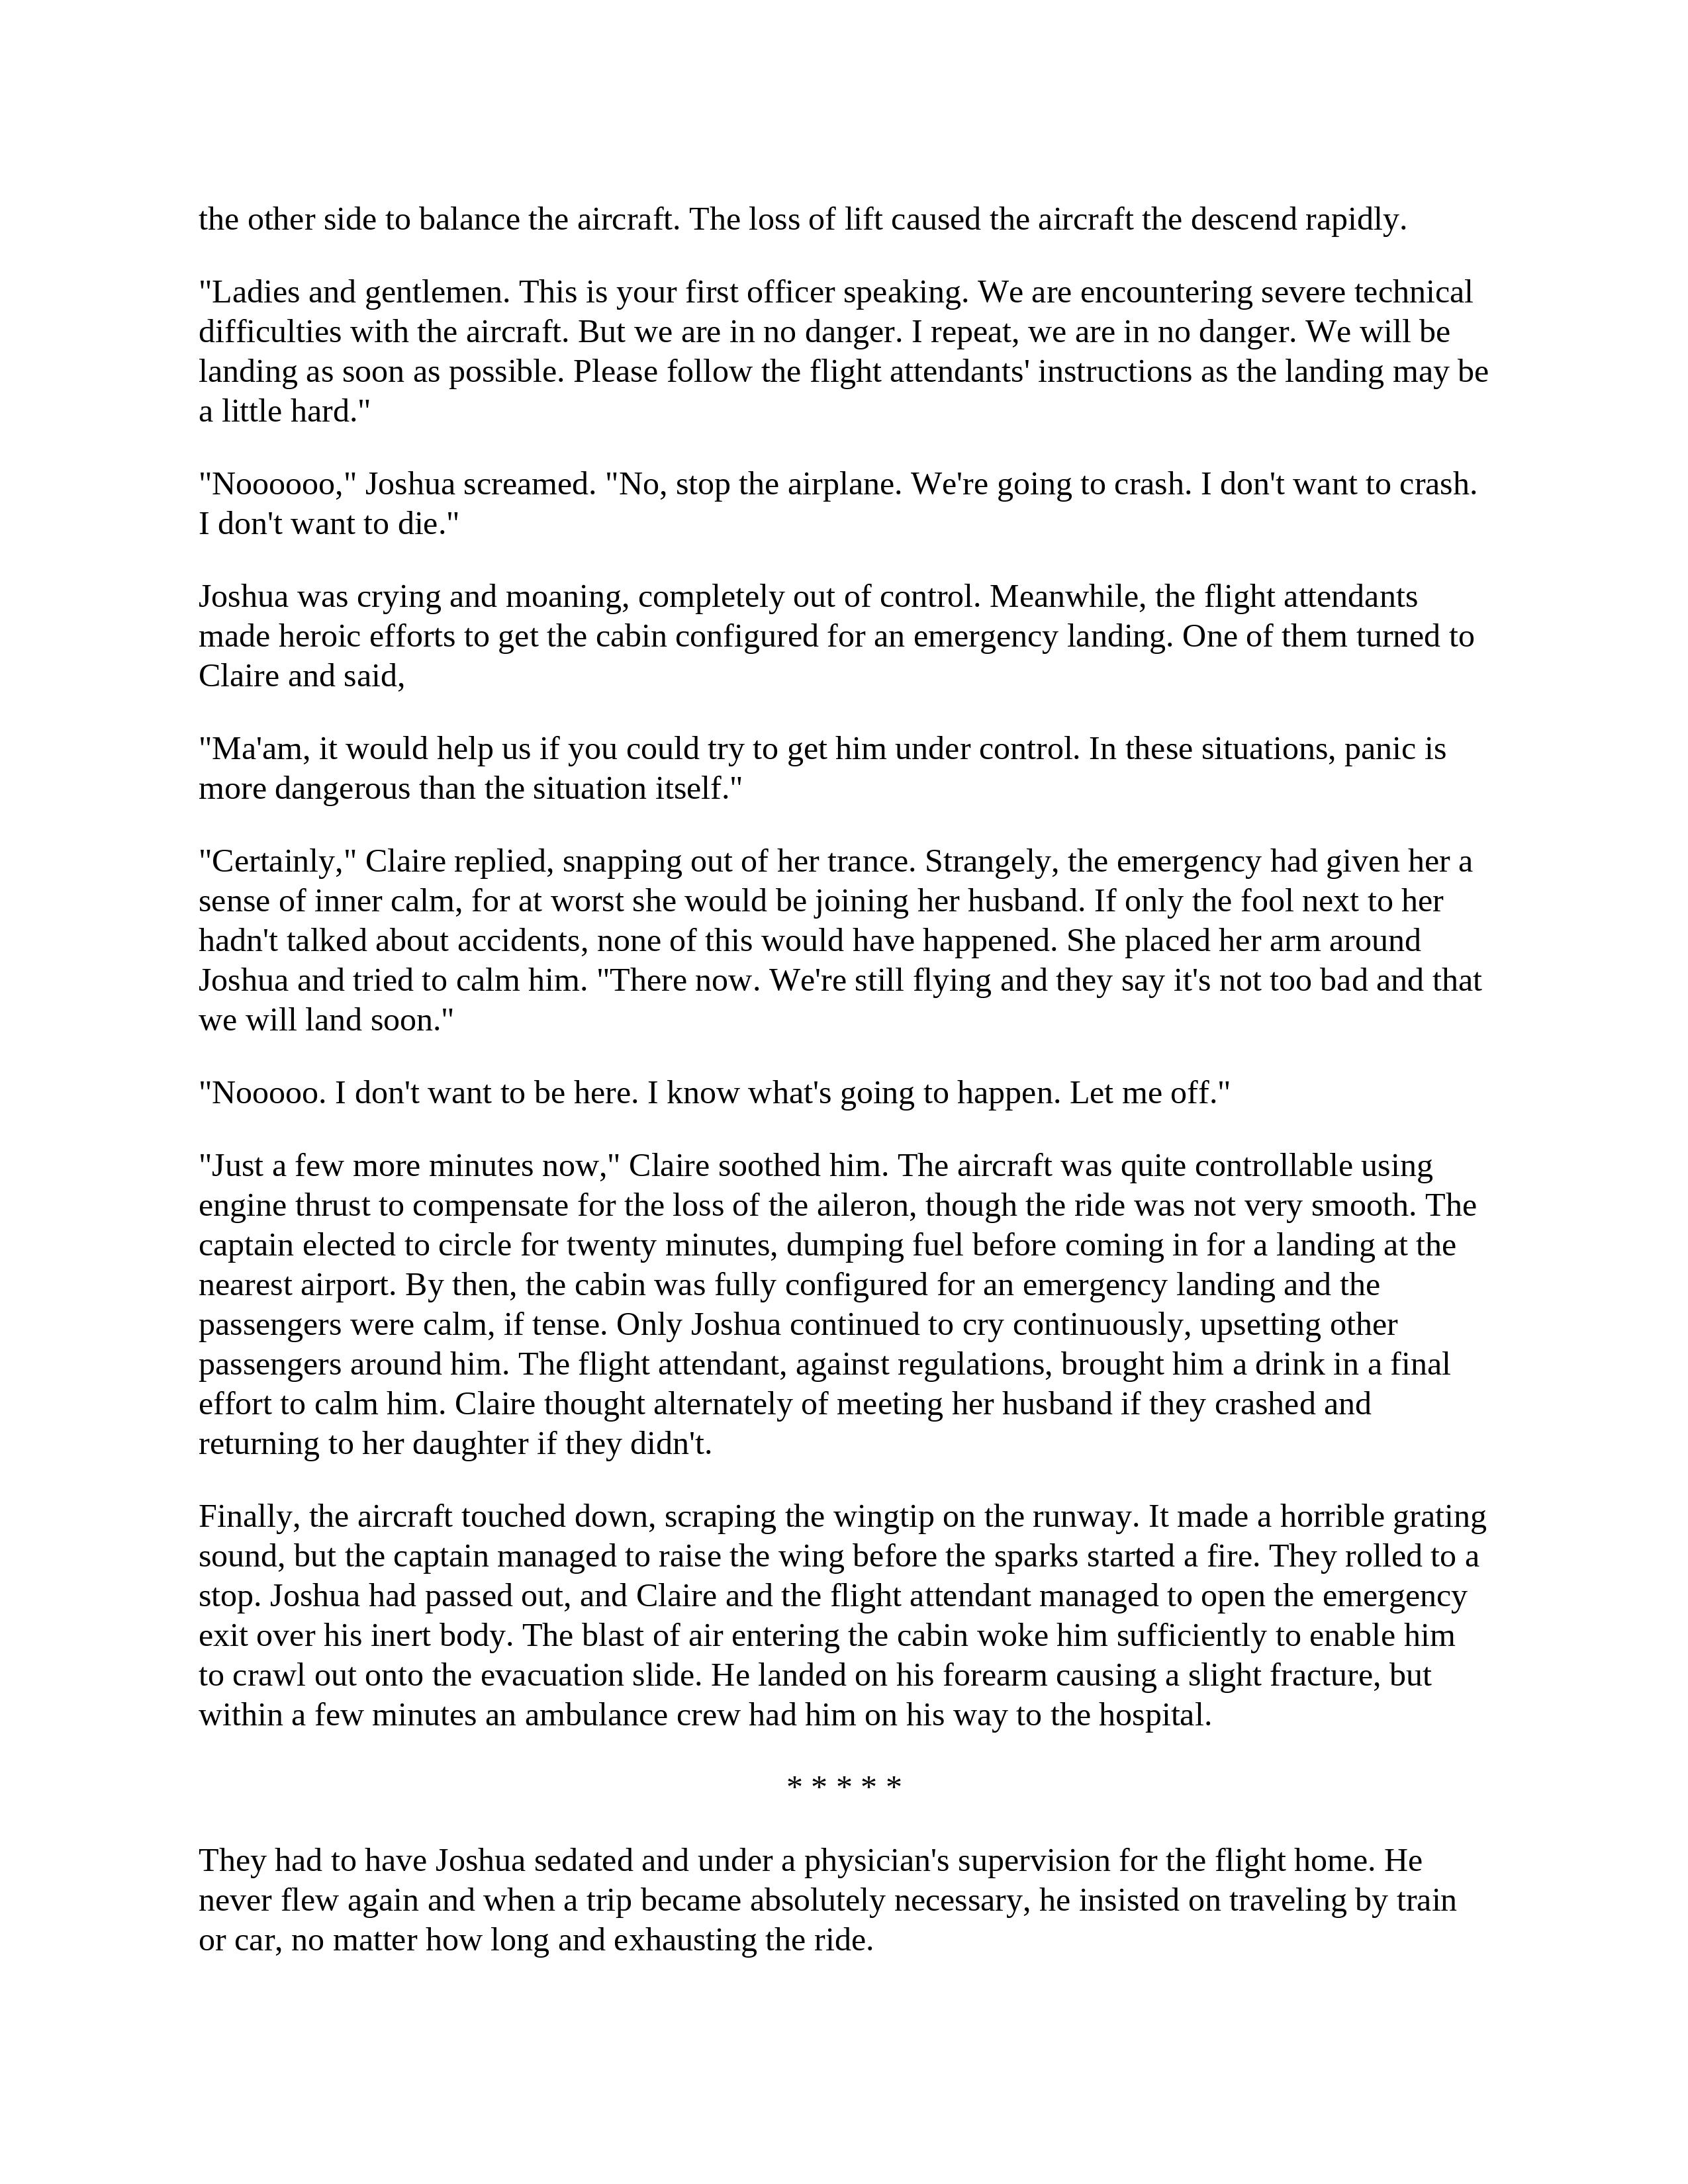 the other side to balance the aircraft. The loss of lift caused the aircraft the descend rapidly.
"Ladies and gentlemen. This is your first officer speaking. We are encountering severe technical
difficulties with the aircraft. But we are in no danger. I repeat, we are in no danger. We will be
landing as soon as possible. Please follow the flight attendants' instructions as the landing may be
a little hard."
"Noooooo," Joshua screamed. "No, stop the airplane. We're going to crash. I don't want to crash.
I don't want to die."
Joshua was crying and moaning, completely out of control. Meanwhile, the flight attendants
made heroic efforts to get the cabin configured for an emergency landing. One of them turned to
Claire and said,
"Ma'am, it would help us if you could try to get him under control. In these situations, panic is
more dangerous than the situation itself."
"Certainly," Claire replied, snapping out of her trance. Strangely, the emergency had given her a
sense of inner calm, for at worst she would be joining her husband. If only the fool next to her
hadn't talked about accidents, none of this would have happened. She placed her arm around
Joshua and tried to calm him. "There now. We're still flying and they say it's not too bad and that
we will land soon."
"Nooooo. I don't want to be here. I know what's going to happen. Let me off."
"Just a few more minutes now," Claire soothed him. The aircraft was quite controllable using
engine thrust to compensate for the loss of the aileron, though the ride was not very smooth. The
captain elected to circle for twenty minutes, dumping fuel before coming in for a landing at the
nearest airport. By then, the cabin was fully configured for an emergency landing and the
passengers were calm, if tense. Only Joshua continued to cry continuously, upsetting other
passengers around him. The flight attendant, against regulations, brought him a drink in a final
effort to calm him. Claire thought alternately of meeting her husband if they crashed and
returning to her daughter if they didn't.
Finally, the aircraft touched down, scraping the wingtip on the runway. It made a horrible grating
sound, but the captain managed to raise the wing before the sparks started a fire. They rolled to a
stop. Joshua had passed out, and Claire and the flight attendant managed to open the emergency
exit over his inert body. The blast of air entering the cabin woke him sufficiently to enable him
to crawl out onto the evacuation slide. He landed on his forearm causing a slight fracture, but
within a few minutes an ambulance crew had him on his way to the hospital.
* * * * *
They had to have Joshua sedated and under a physician's supervision for the flight home. He
never flew again and when a trip became absolutely necessary, he insisted on traveling by train
or car, no matter how long and exhausting the ride.